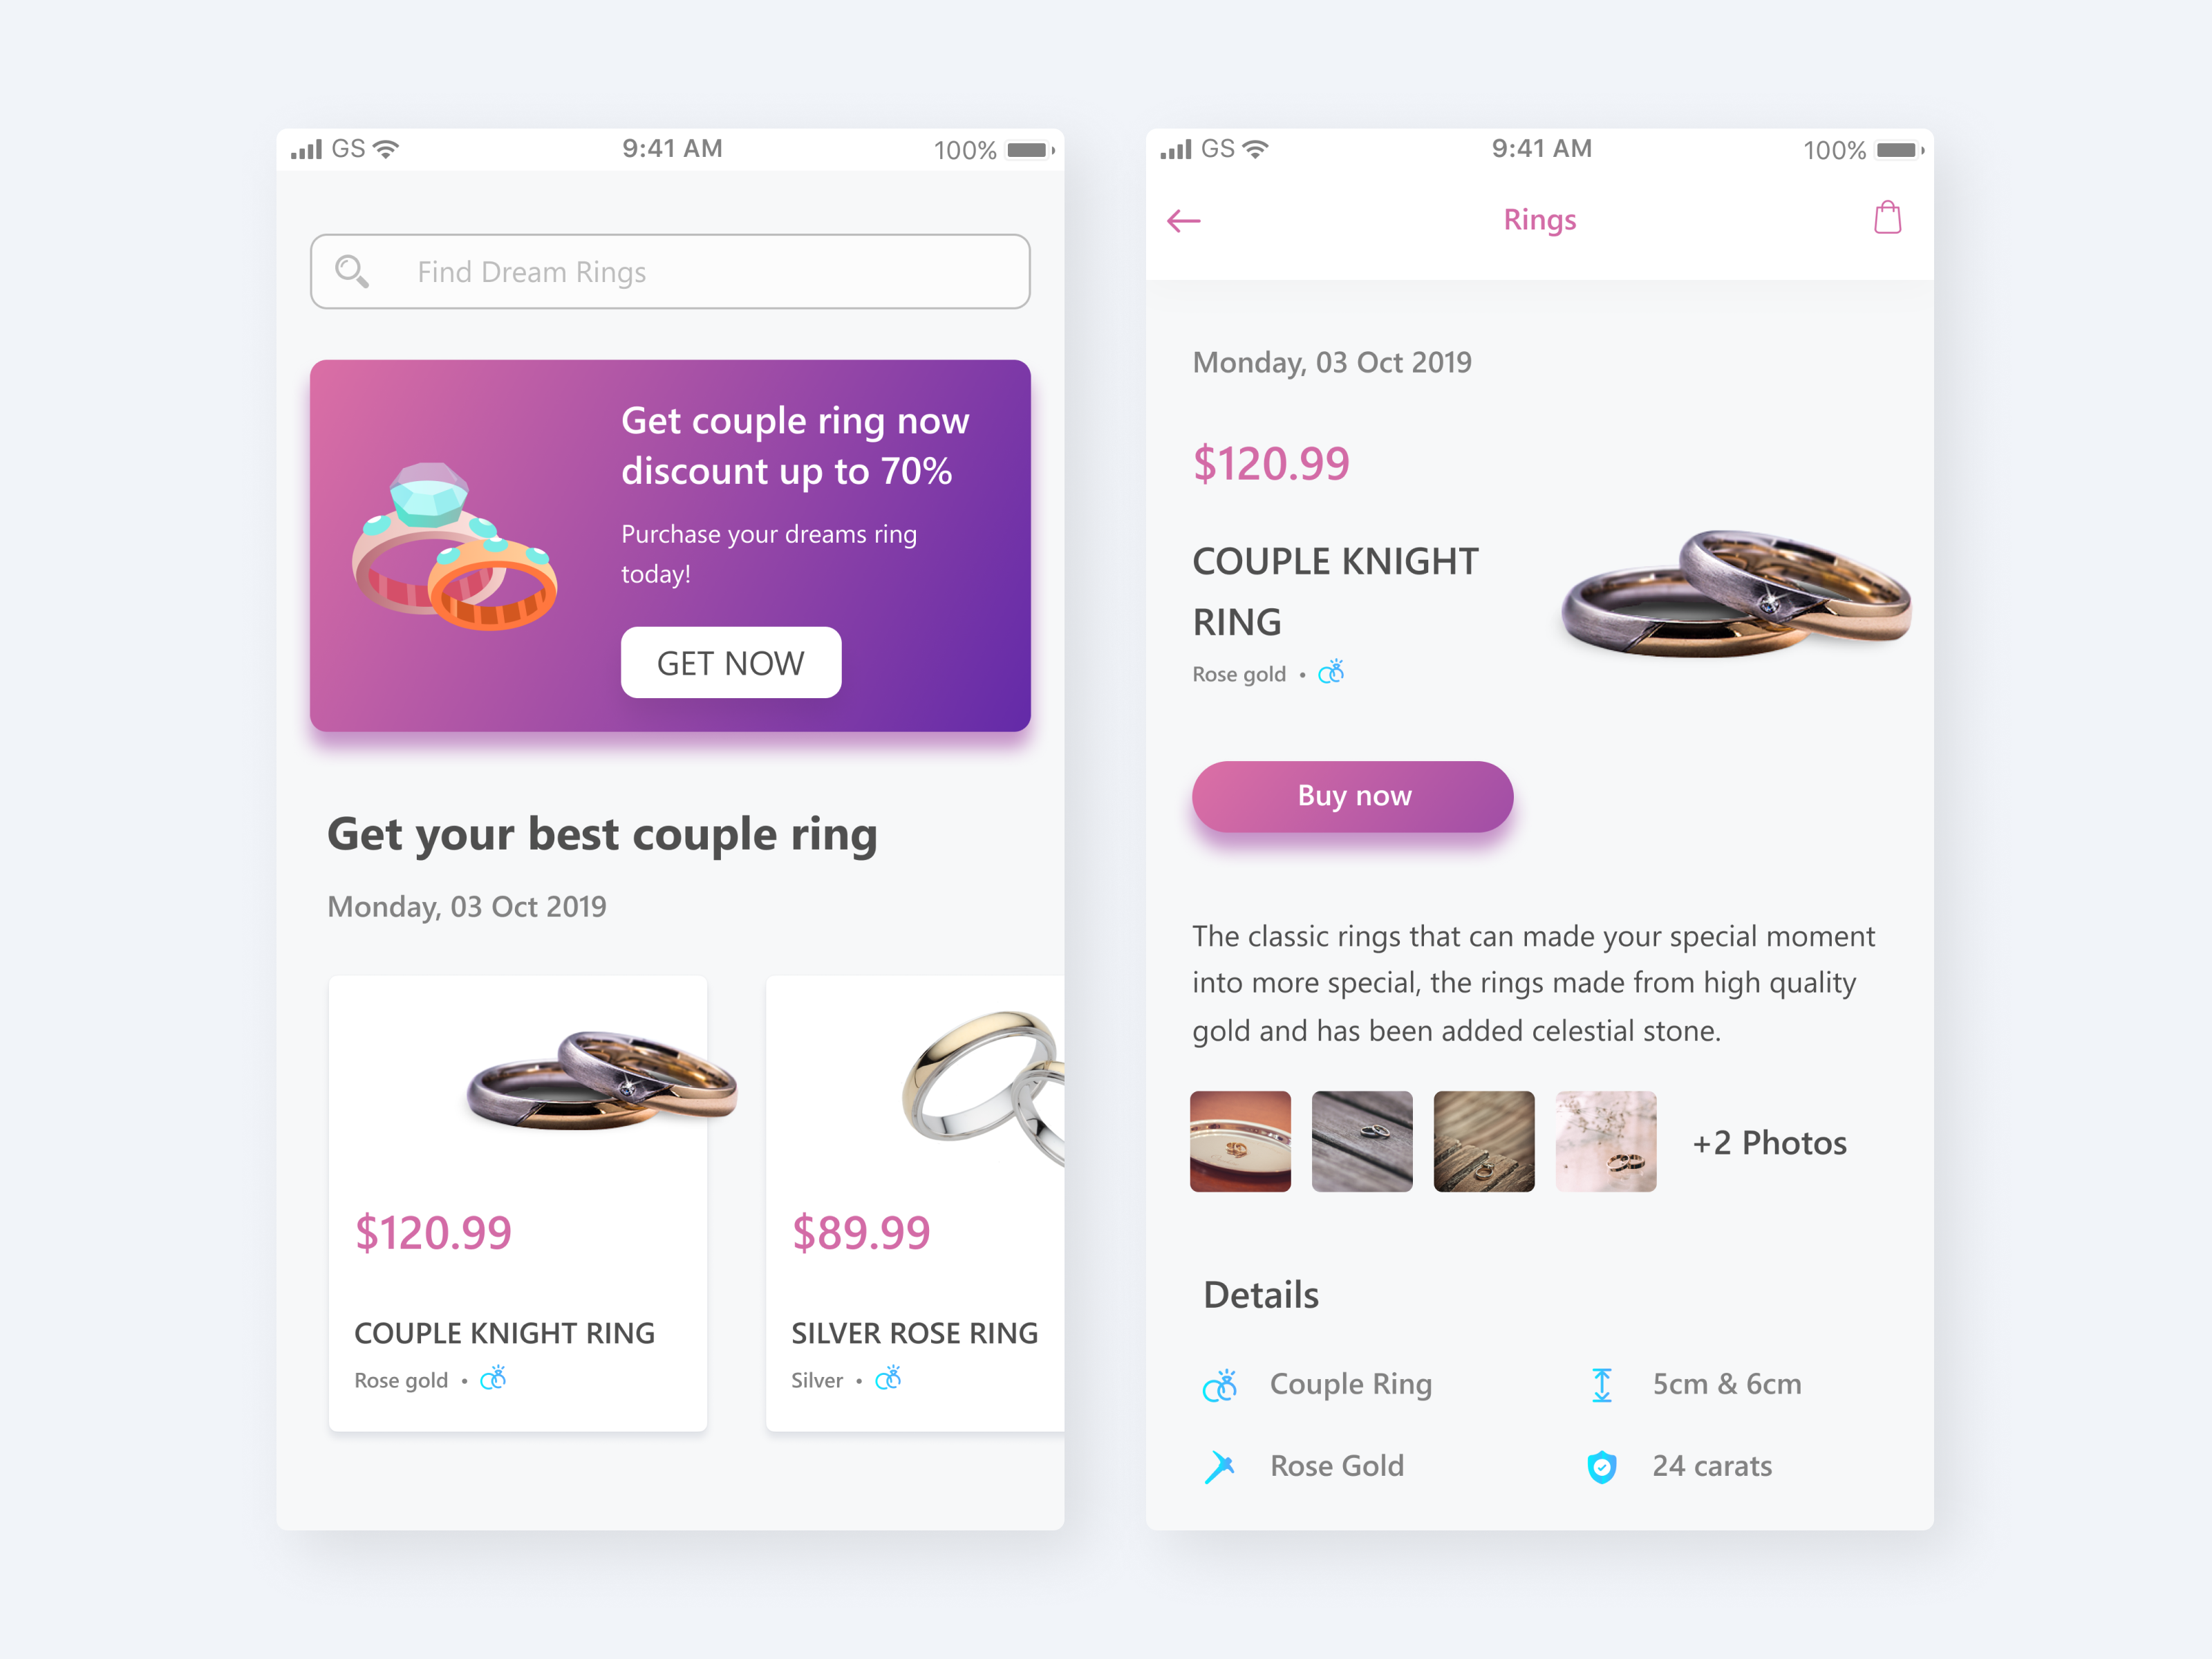 GS 9:41 AM 100%
Find Dream Rings
Get couple ring now
discount up to 70%
Purchase your dreams ring
today!
GET NOW
Get your best couple ring
Monday, 03 Oct 2019
$120.99
COUPLE KNIGHT RING
Rose gold •
$89.99
SILVER ROSE RING
Silver •
GS 9:41 AM 100%
Rings
Monday, 03 Oct 2019
$120.99
COUPLE KNIGHT
RING
Rose gold •
Buy now
The classic rings that can made your special moment
into more special, the rings made from high quality
gold and has been added celestial stone.
+2 Photos
Details
Couple Ring
5cm & 6cm
Rose Gold
24 carats